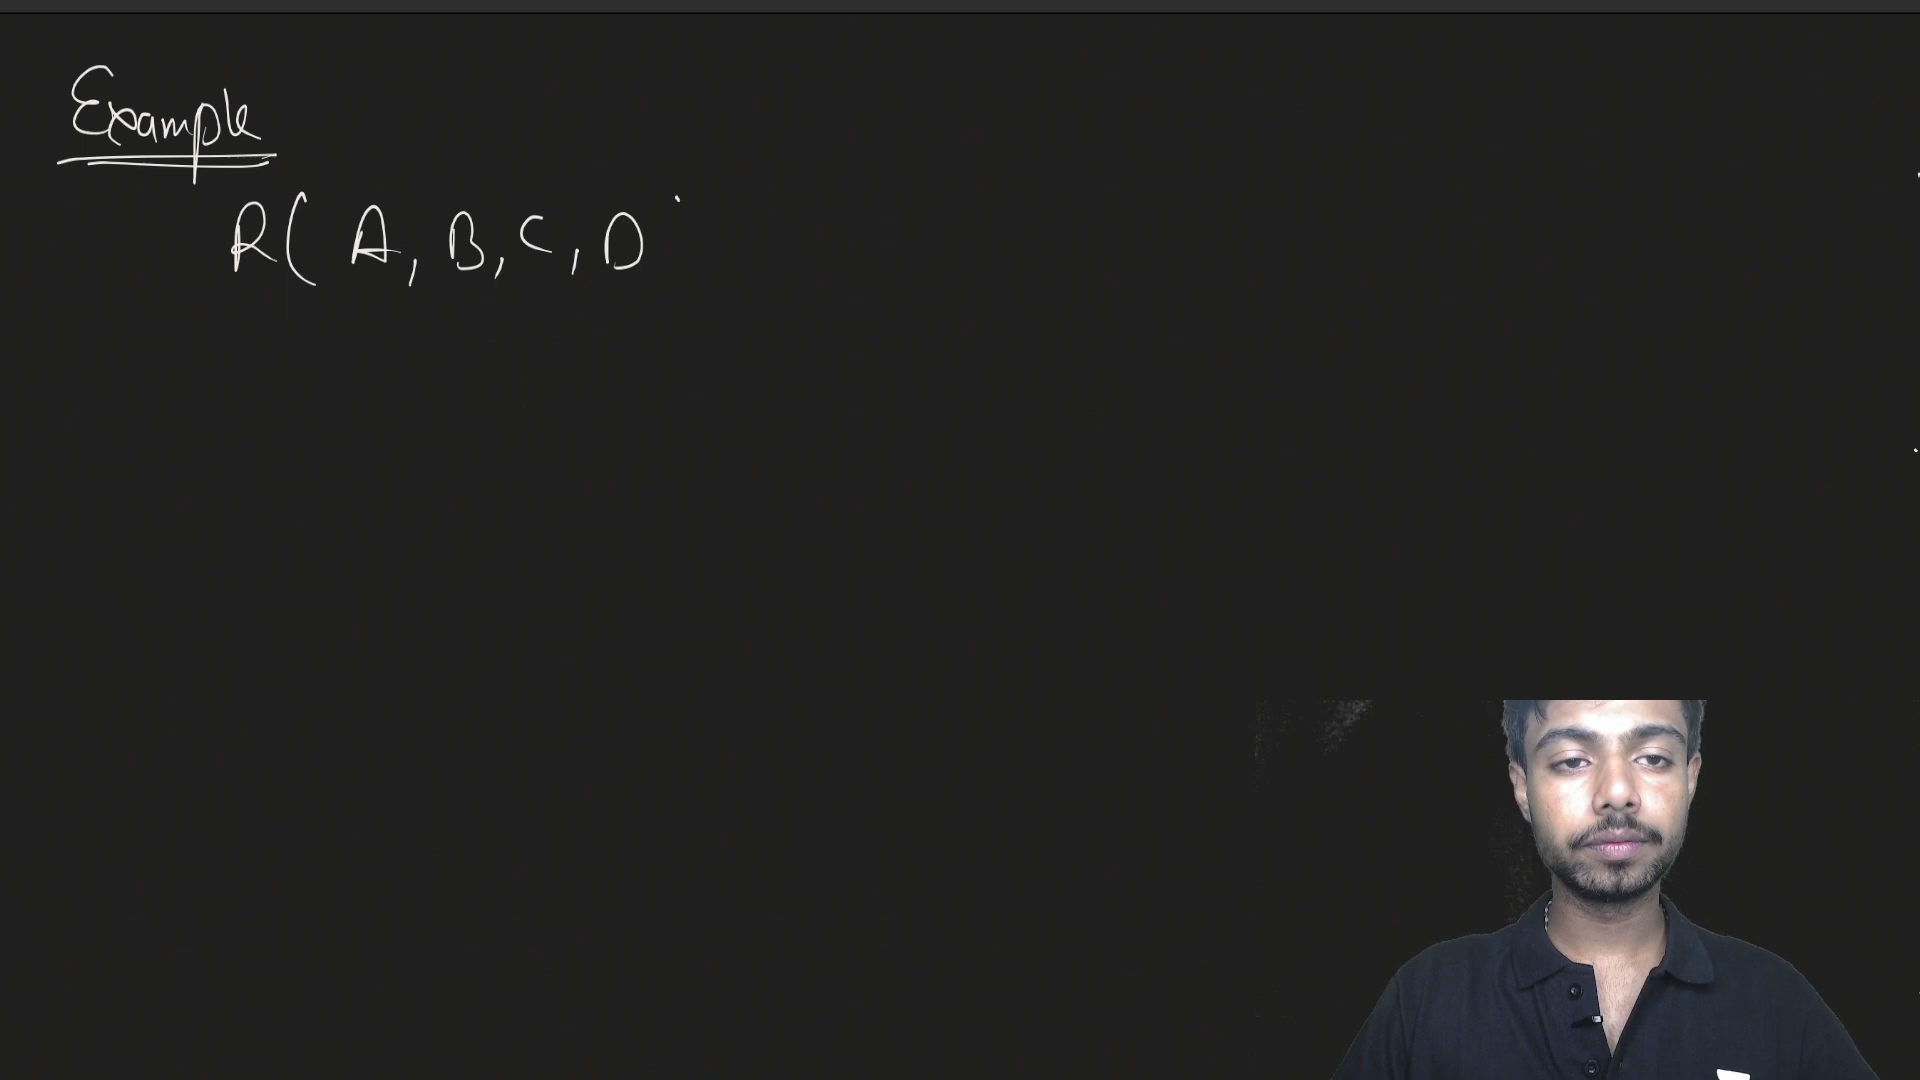 Example
R( A, B, C, D